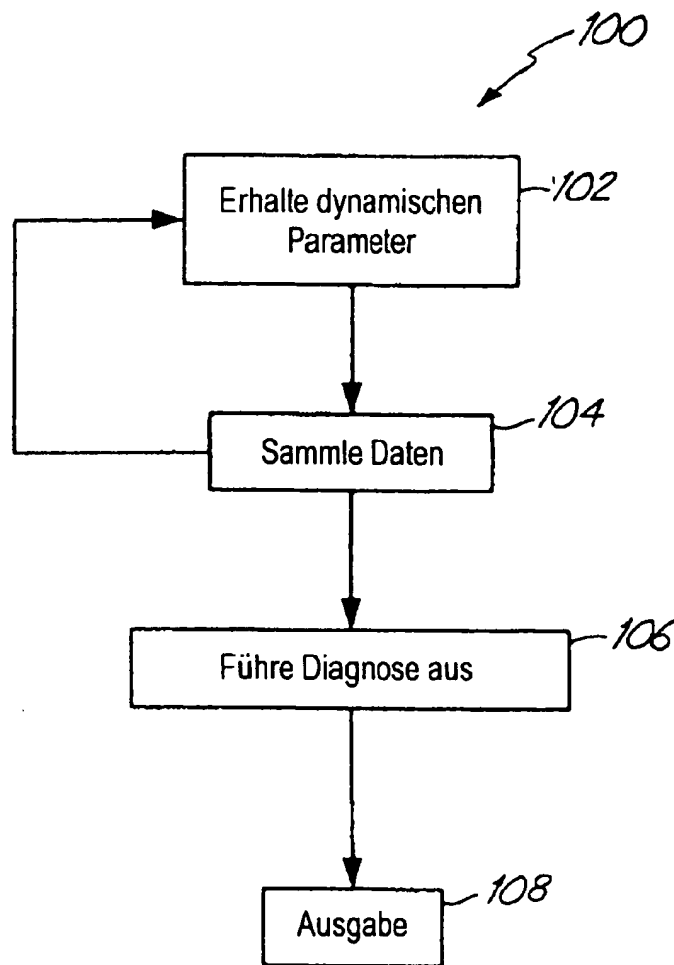 100
Erhalte dynamischen
Parameter
102
Sammle Daten
104
Führe Diagnose aus
106
Ausgabe
108